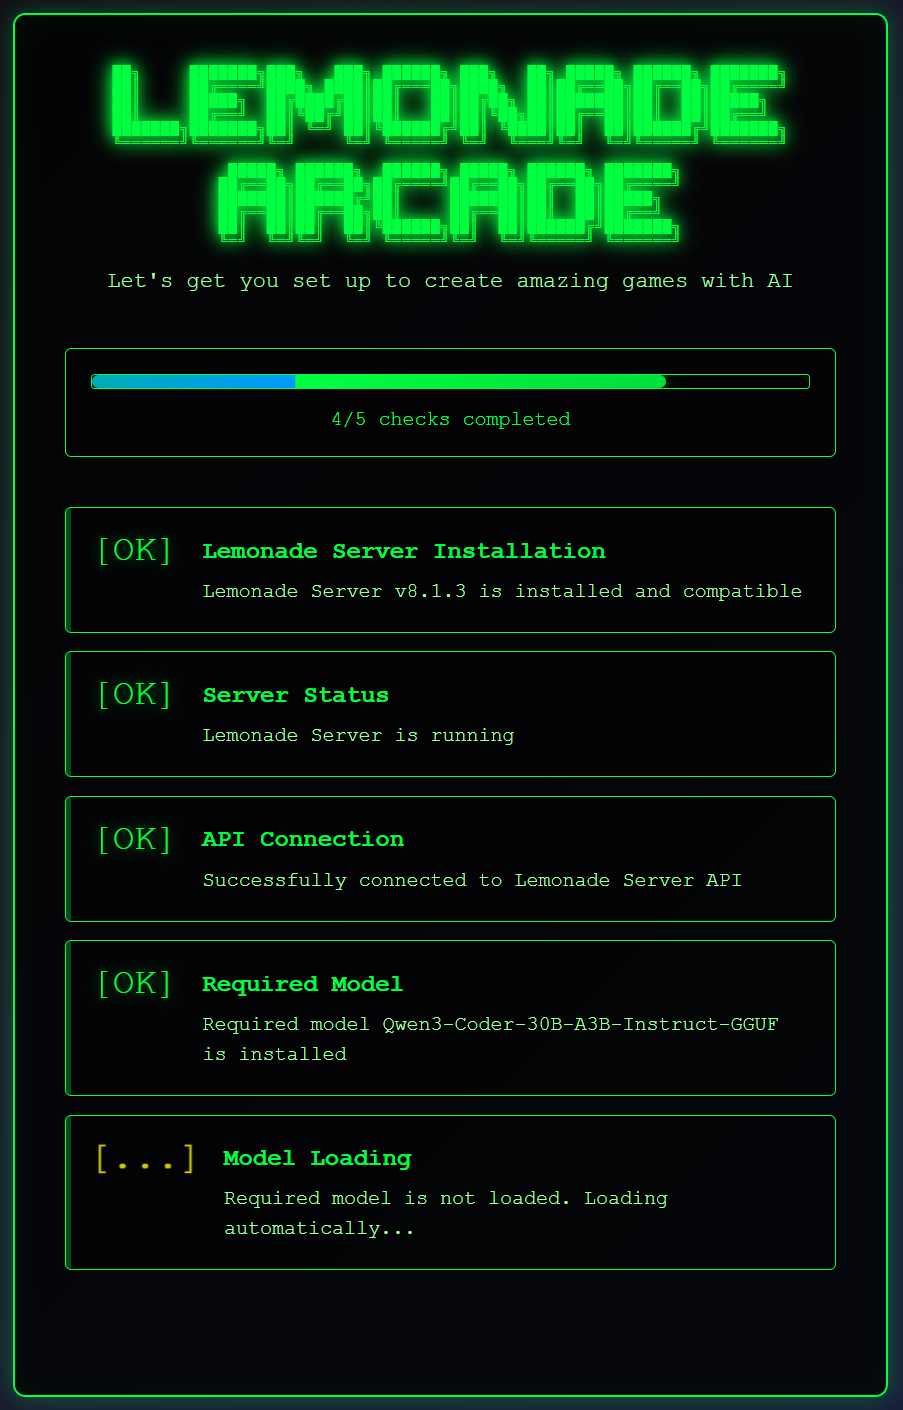 LEMONADE
ARCADE
Let's get you set up to create amazing games with AI
4/5 checks completed
[OK] Lemonade Server Installation
Lemonade Server v8.1.3 is installed and compatible
[OK] Server Status
Lemonade Server is running
[OK] API Connection
Successfully connected to Lemonade Server API
[OK] Required Model
Required model Qwen3-Coder-30B-A3B-Instruct-GGUF
is installed
[...] Model Loading
Required model is not loaded. Loading
automatically...